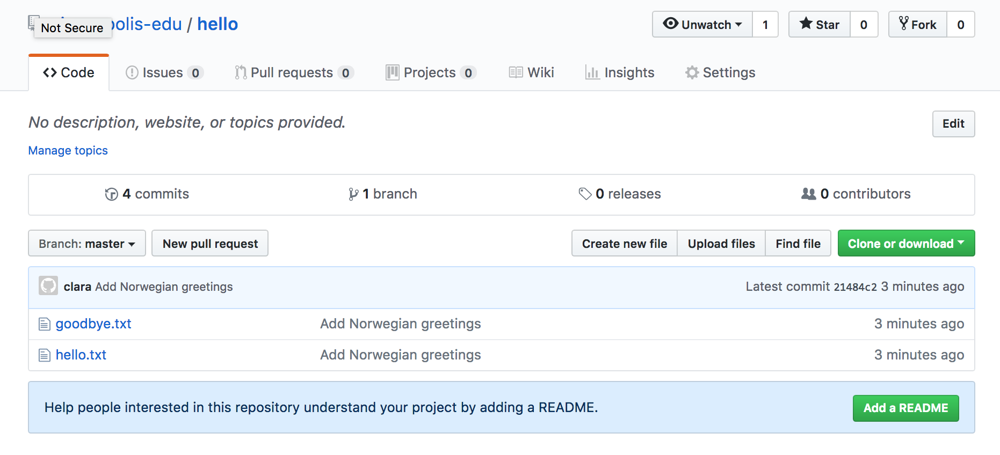 Not Secure polis-edu / hello
Unwatch 1 Star 0 Fork 0
Code Issues 0 Pull requests 0 Projects 0 Wiki Insights Settings
No description, website, or topics provided. Edit
Manage topics
4 commits 1 branch 0 releases 0 contributors
Branch: master New pull request Create new file Upload files Find file Clone or download
clara Add Norwegian greetings Latest commit 21484c2 3 minutes ago
goodbye.txt Add Norwegian greetings 3 minutes ago
hello.txt Add Norwegian greetings 3 minutes ago
Help people interested in this repository understand your project by adding a README. Add a README